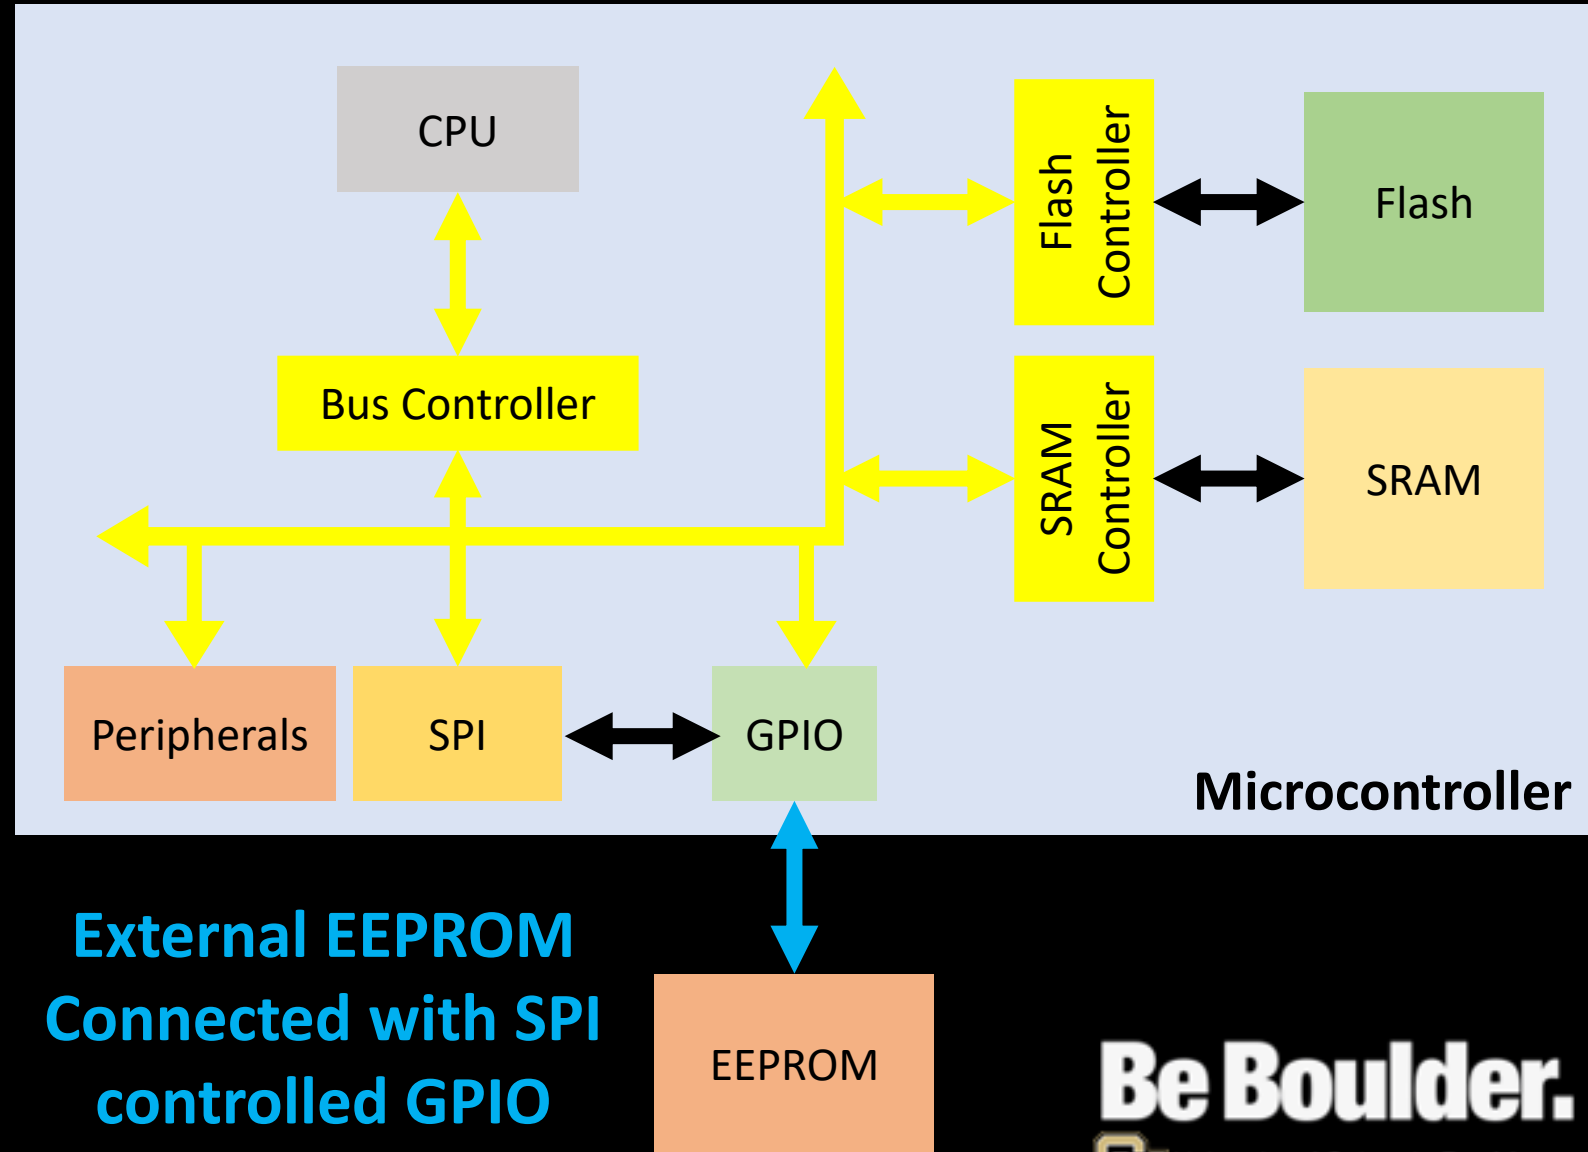 CPU
Flash
Controller
Flash
Bus Controller
SRAM
Controller
SRAM
Peripherals
SPI
GPIO
Microcontroller
External EEPROM
Connected with SPI
controlled GPIO
EEPROM
Be Boulder.